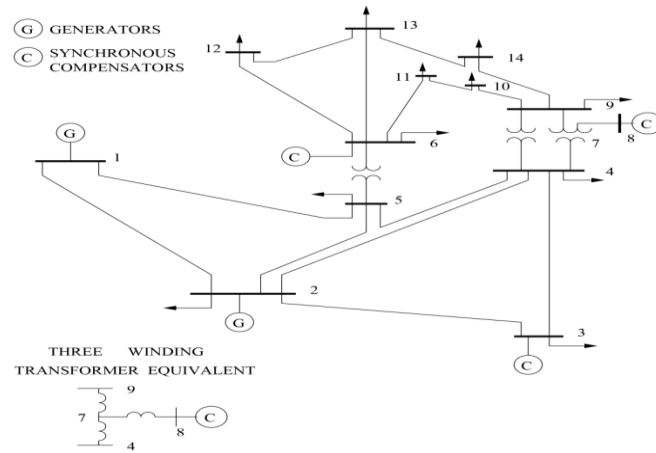 G GENERATORS
C SYNCHRONOUS
COMPENSATORS
13
12
14
11
10
9
G
C
8
7
6
C
1
4
5
2
G
3
C
THREE WINDING
TRANSFORMER EQUIVALENT
9
7
C
8
4